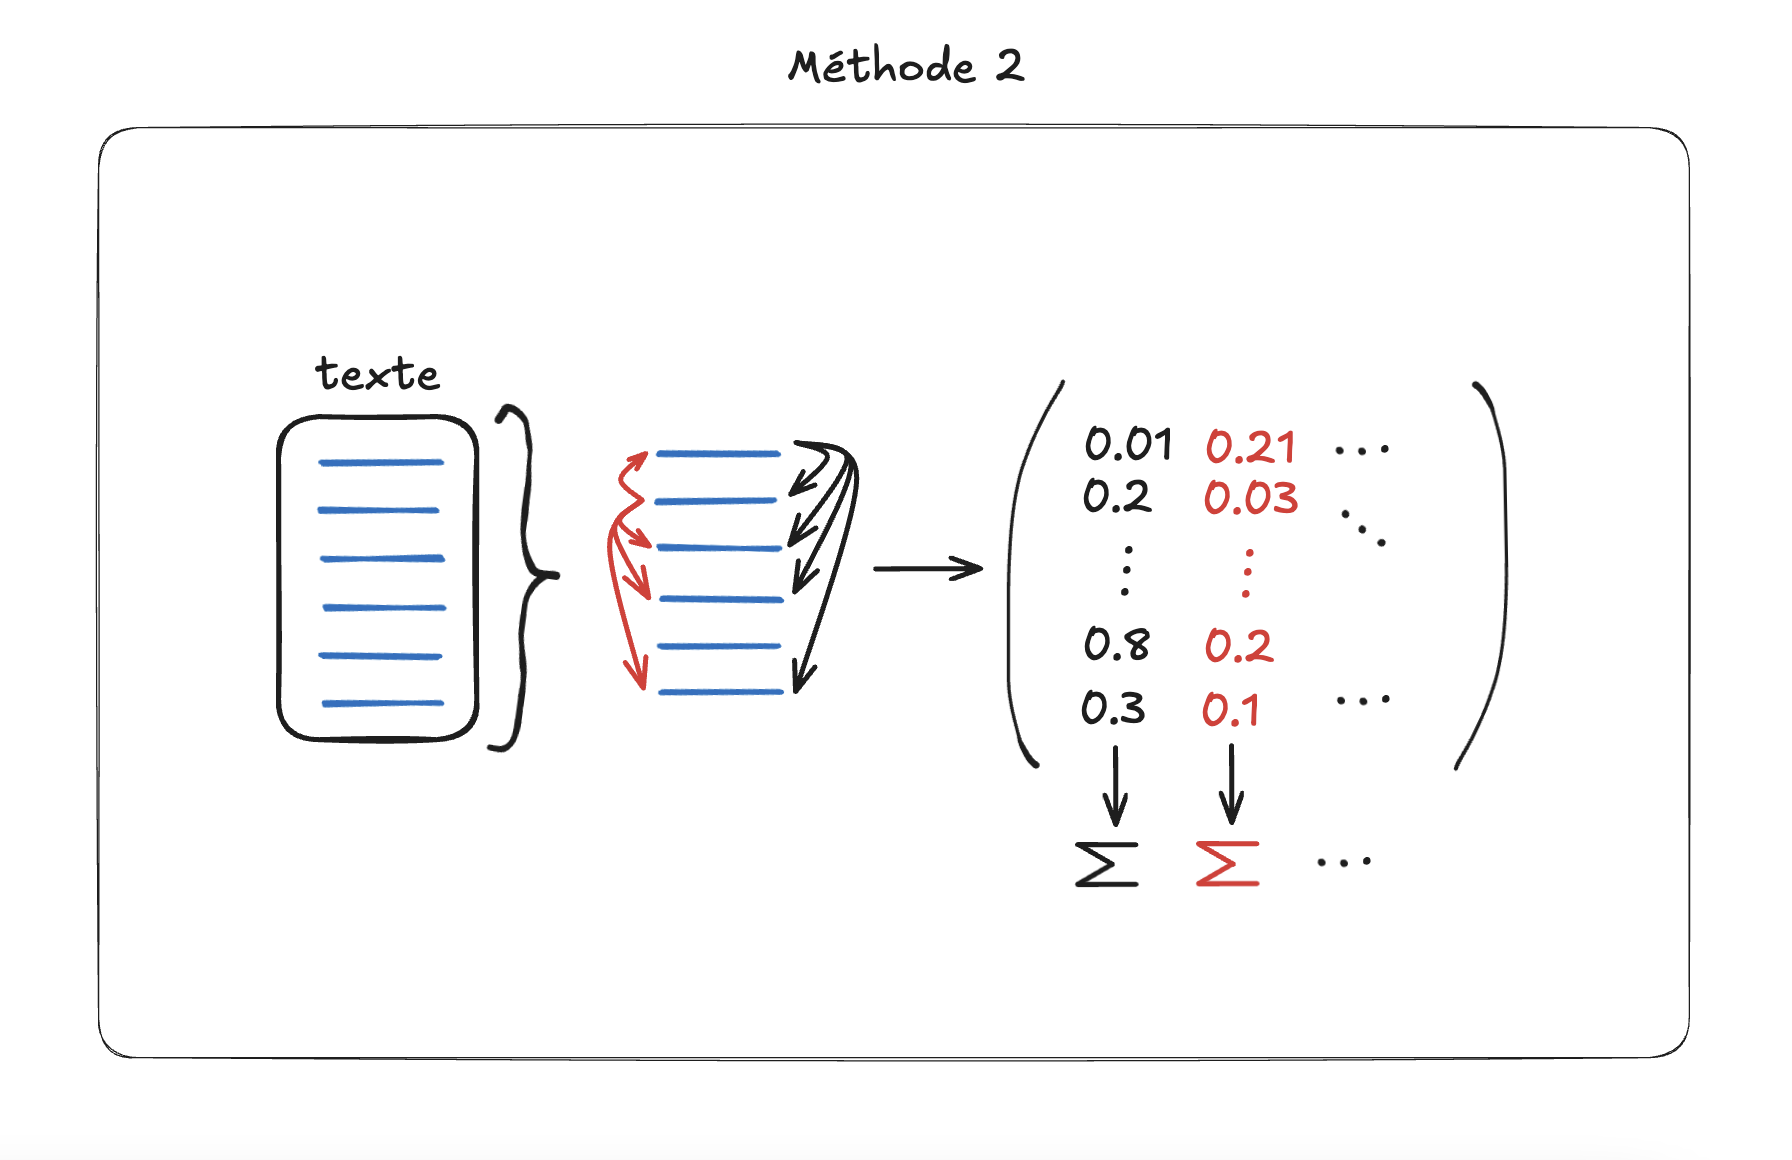 Méthode 2
texte
0.01 0.21 ...
0.2 0.03
0.8 0.2
0.3 0.1 ...
Σ Σ ...